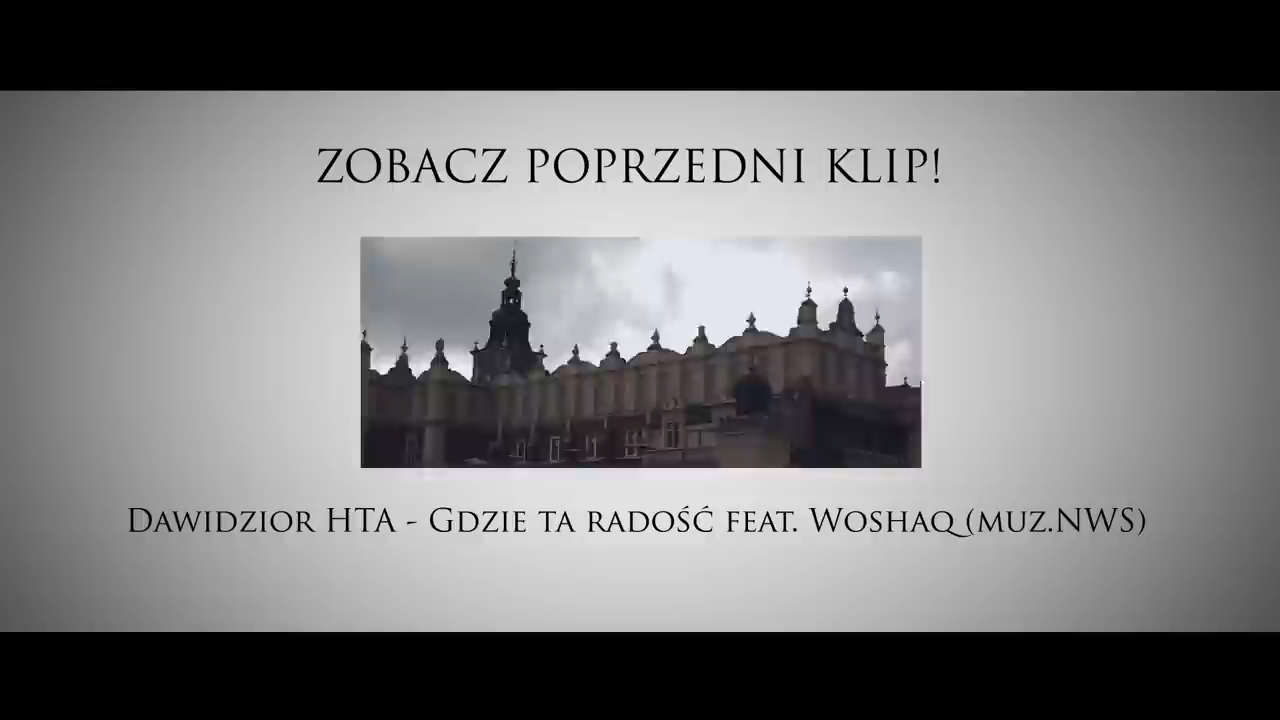 ZOBACZ POPRZEDNI KLIP!
Dawidzior HTA - Gdzie ta radość feat. Woshaq (muz.NWS)